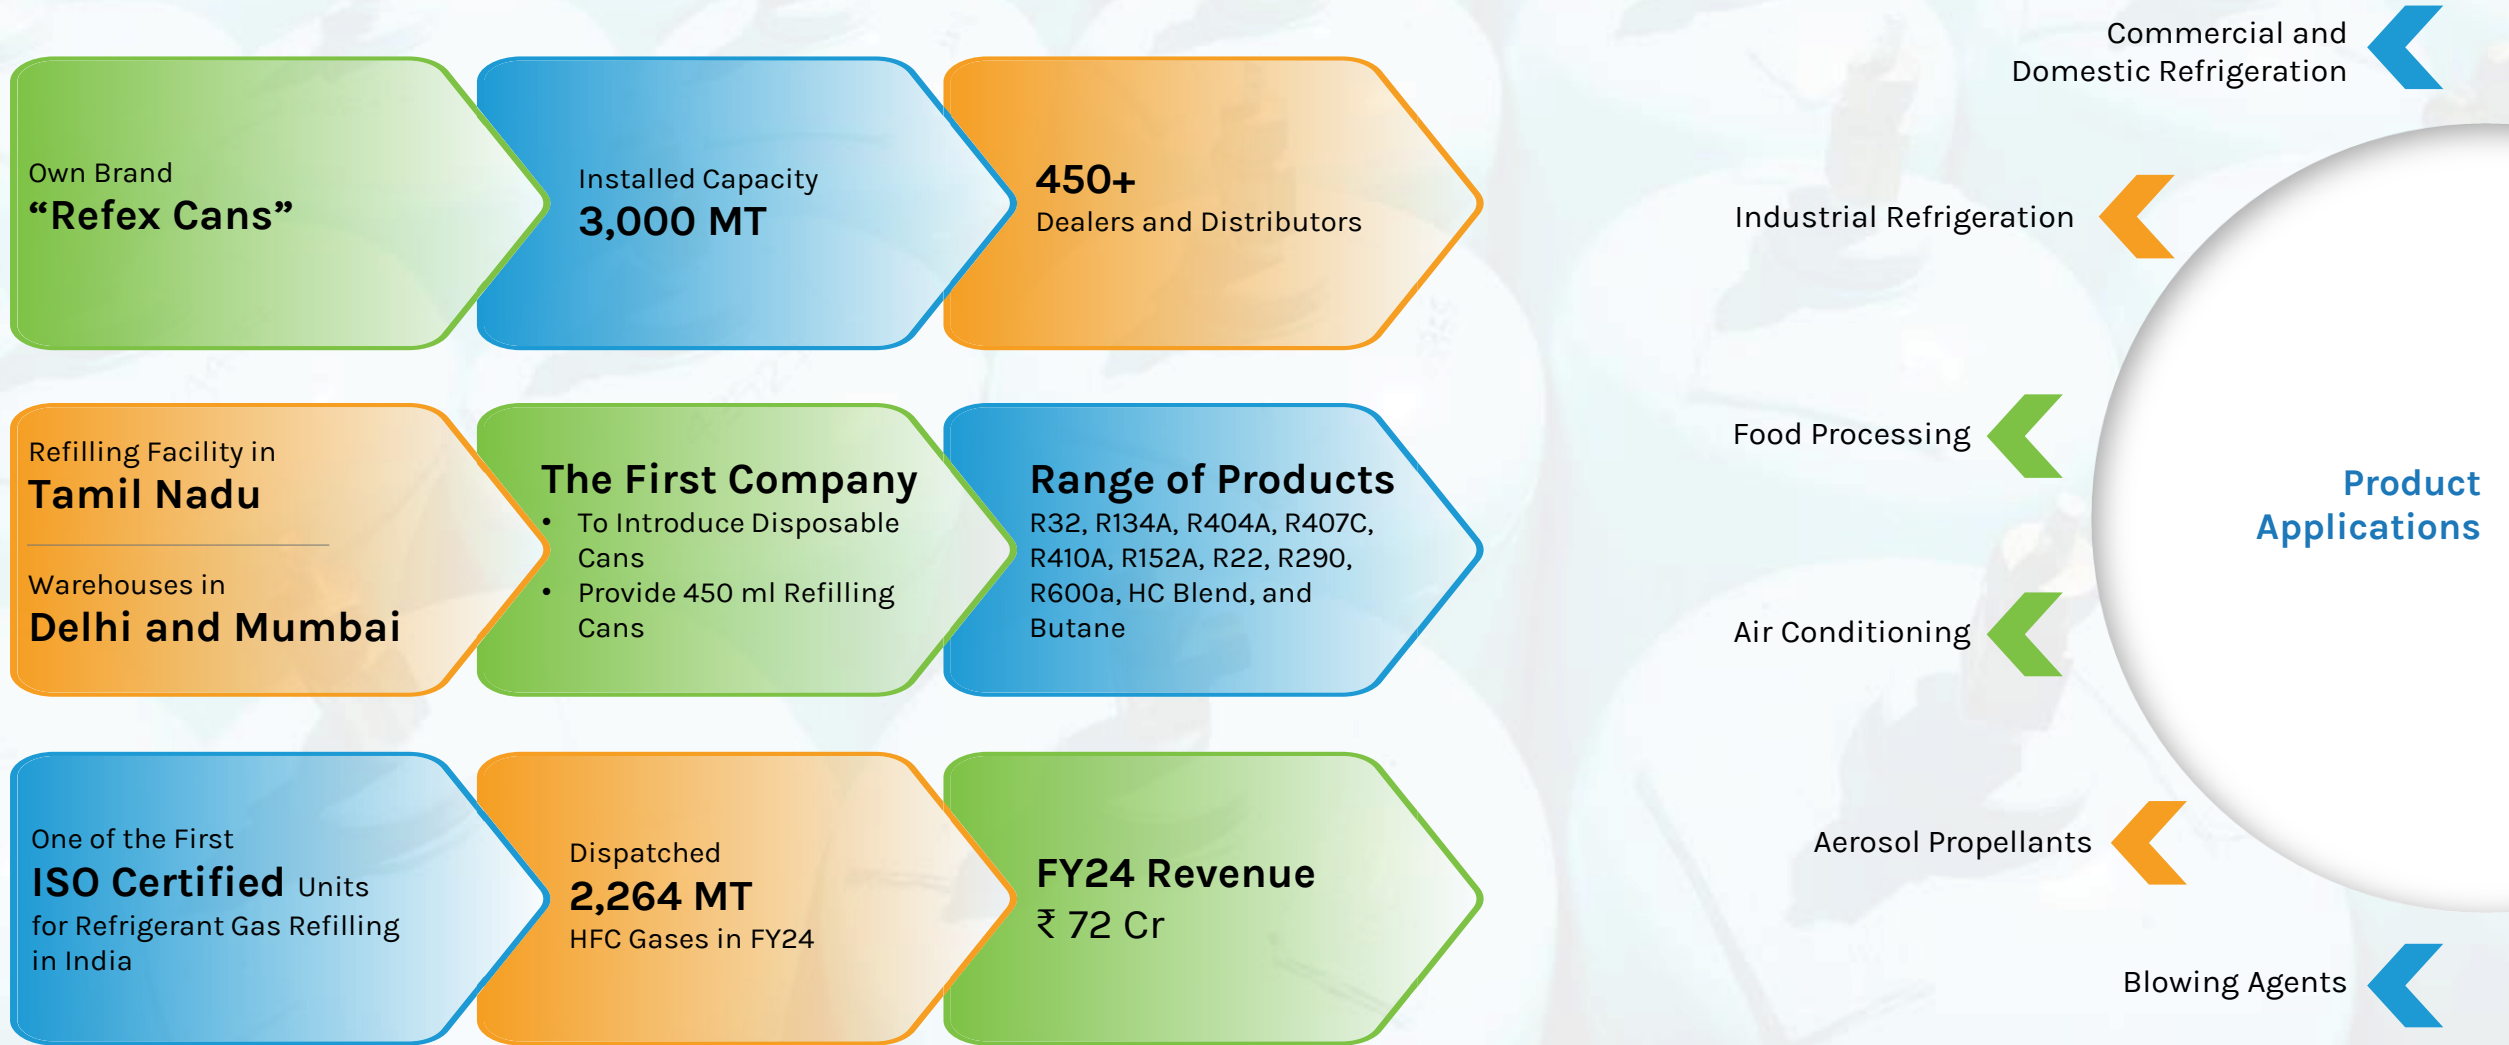 Own Brand
“Refex Cans”
Installed Capacity
3,000 MT
450+
Dealers and Distributors
Refilling Facility in
Tamil Nadu
Warehouses in
Delhi and Mumbai
The First Company
• To Introduce Disposable
Cans
• Provide 450 ml Refilling
Cans
Range of Products
R32, R134A, R404A, R407C,
R410A, R152A, R22, R290,
R600a, HC Blend, and
Butane
One of the First
ISO Certified Units
for Refrigerant Gas Refilling
in India
Dispatched
2,264 MT
HFC Gases in FY24
FY24 Revenue
₹ 72 Cr
Commercial and
Domestic Refrigeration
Industrial Refrigeration
Food Processing
Air Conditioning
Aerosol Propellants
Blowing Agents
Product
Applications